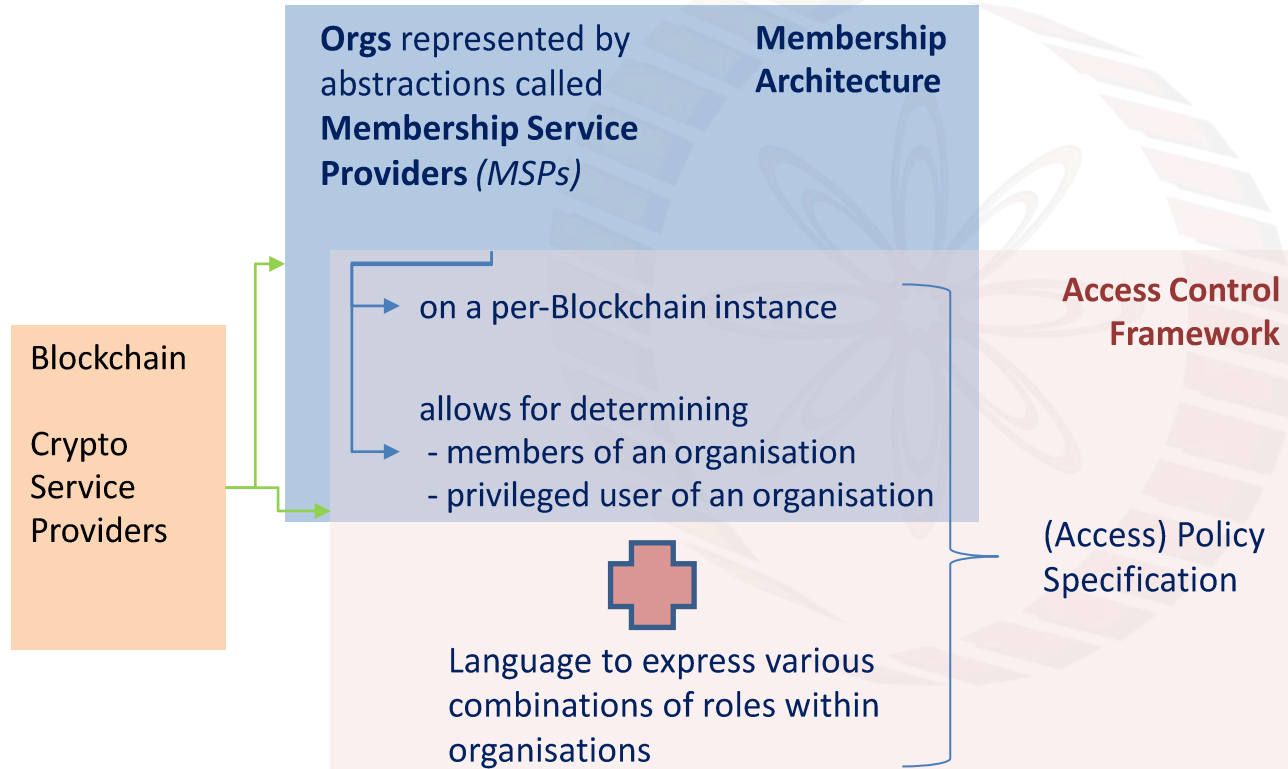 Orgs represented by
abstractions called
Membership Service
Providers (MSPs)
Membership
Architecture
on a per-Blockchain instance
allows for determining
- members of an organisation
- privileged user of an organisation
Access Control
Framework
Blockchain
Crypto
Service
Providers
(Access) Policy
Specification
Language to express various
combinations of roles within
organisations